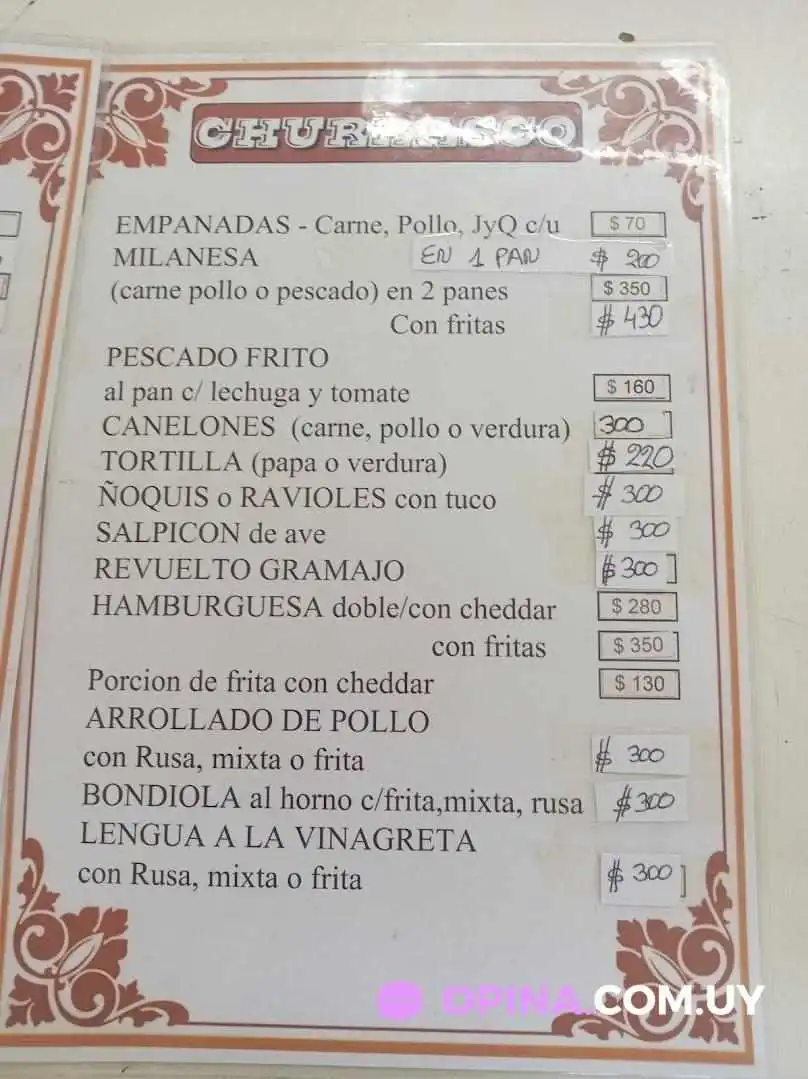 CHURRASCO
EMPANADAS - Carne, Pollo, JyQ c/u $ 70
MILANESA EN 1 PAN $ 200
(carne pollo o pescado) en 2 panes $ 350
Con fritas $ 430
PESCADO FRITO
al pan c/ lechuga y tomate $ 160
CANELONES (carne, pollo o verdura) 300
TORTILLA (papa o verdura) $ 220
ÑOQUIS o RAVIOLES con tuco $ 300
SALPICON de ave $ 300
REVUELTO GRAMAJO $ 300
HAMBURGUESA doble/con cheddar $ 280
con fritas $ 350
Porcion de frita con cheddar $ 130
ARROLLADO DE POLLO
con Rusa, mixta o frita $ 300
BONDIOLA al horno c/frita,mixta, rusa $ 300
LENGUA A LA VINAGRETA
con Rusa, mixta o frita $ 300
OPINA.COM.UY